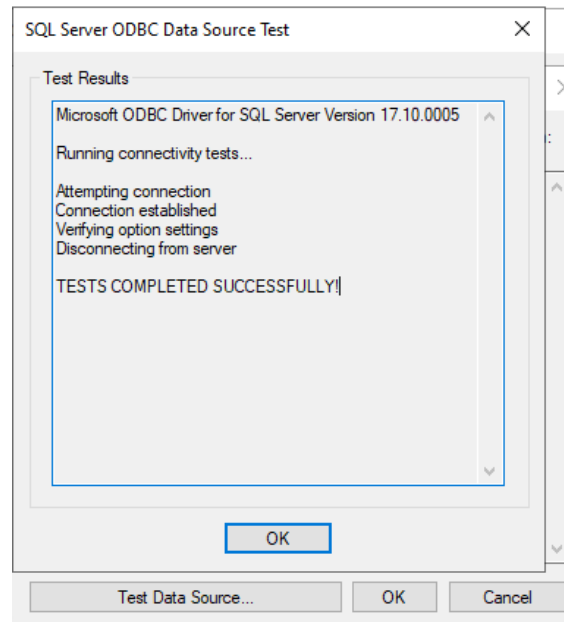 SQL Server ODBC Data Source Test
Test Results
Microsoft ODBC Driver for SQL Server Version 17.10.0005
Running connectivity tests...
Attempting connection
Connection established
Verifying option settings
Disconnecting from server
TESTS COMPLETED SUCCESSFULLY!
OK
Test Data Source...
OK
Cancel